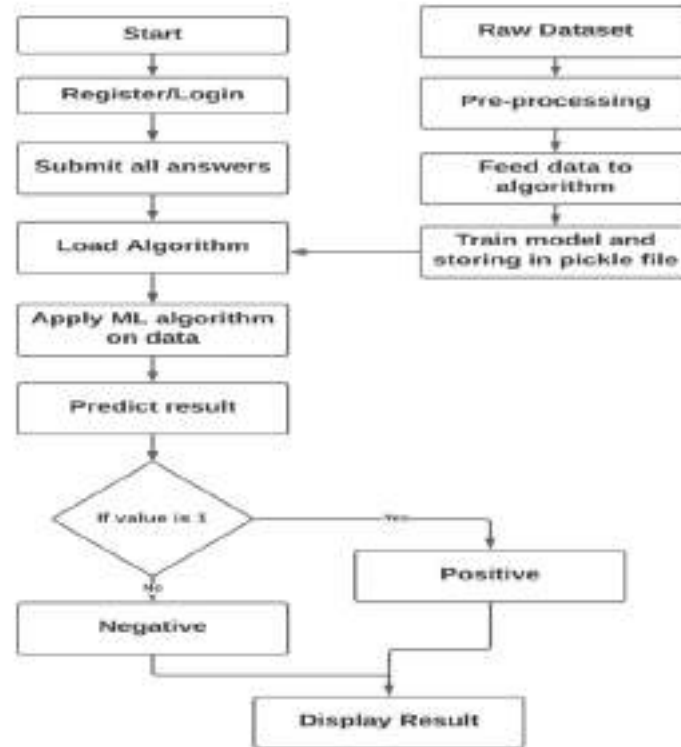 Start
Register/Login
Submit all answers
Load Algorithm
Apply ML algorithm
on data
Predict result
If value is 1
Yes
No
Positive
Negative
Display Result
Raw Dataset
Pre-processing
Feed data to
algorithm
Train model and
storing in pickle file